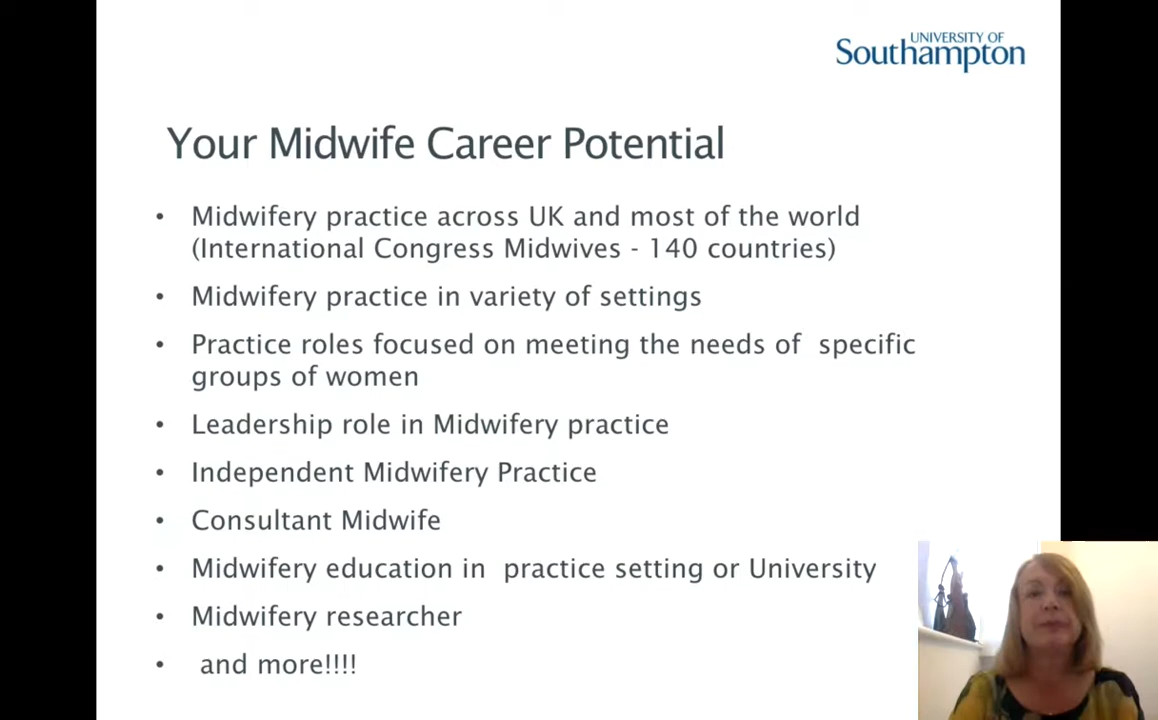 UNIVERSITY OF
Southampton
Your Midwife Career Potential
• Midwifery practice across UK and most of the world
(International Congress Midwives - 140 countries)
• Midwifery practice in variety of settings
• Practice roles focused on meeting the needs of  specific
groups of women
• Leadership role in Midwifery practice
• Independent Midwifery Practice
• Consultant Midwife
• Midwifery education in  practice setting or University
• Midwifery researcher
•  and more!!!!